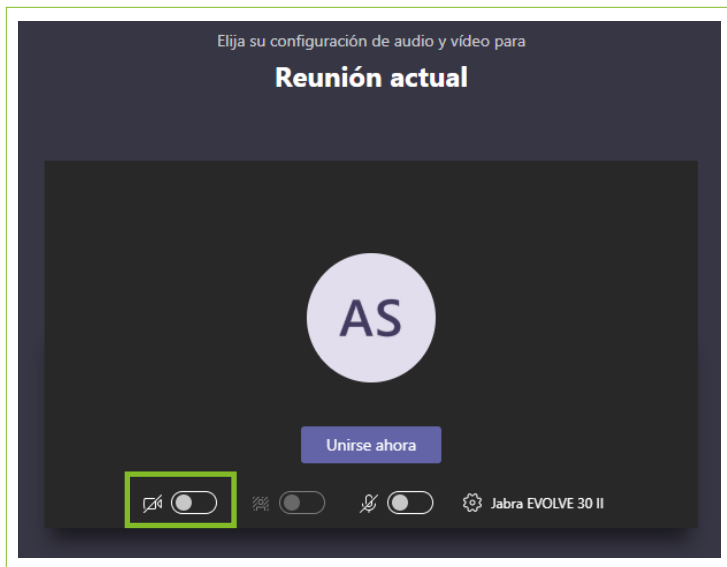 Elija su configuración de audio y vídeo para
Reunión actual
AS
Unirse ahora
Jabra EVOLVE 30 II